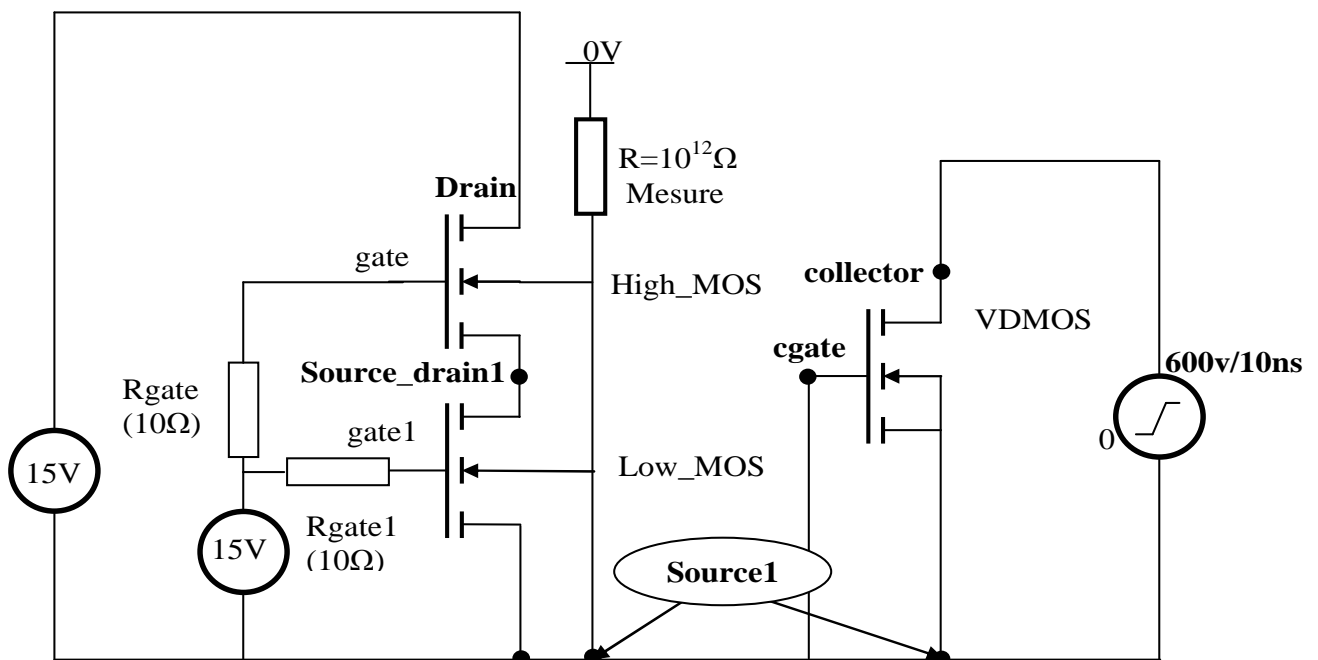 0V
R=10¹²Ω
Mesure
Drain
gate
High_MOS
collector
VDMOS
cgate
600v/10ns
Source_drain1
Rgate
(10Ω)
gate1
0
15V
Low_MOS
Rgate1
(10Ω)
15V
Source1